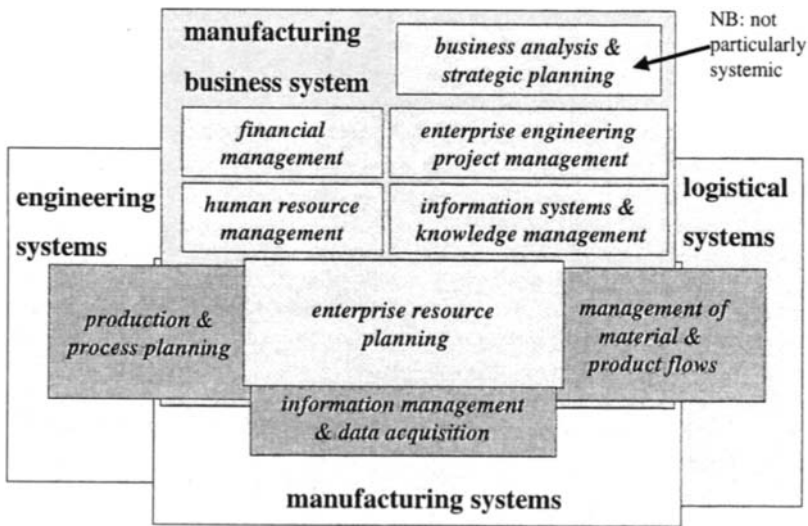 manufacturing
business system
business analysis &
strategic planning
NB: not
particularly
systemic
financial
management
enterprise engineering
project management
engineering
systems
human resource
management
information systems &
knowledge management
logistical
systems
production &
process planning
enterprise resource
planning
management of
material &
product flows
information management
& data acquisition
manufacturing systems